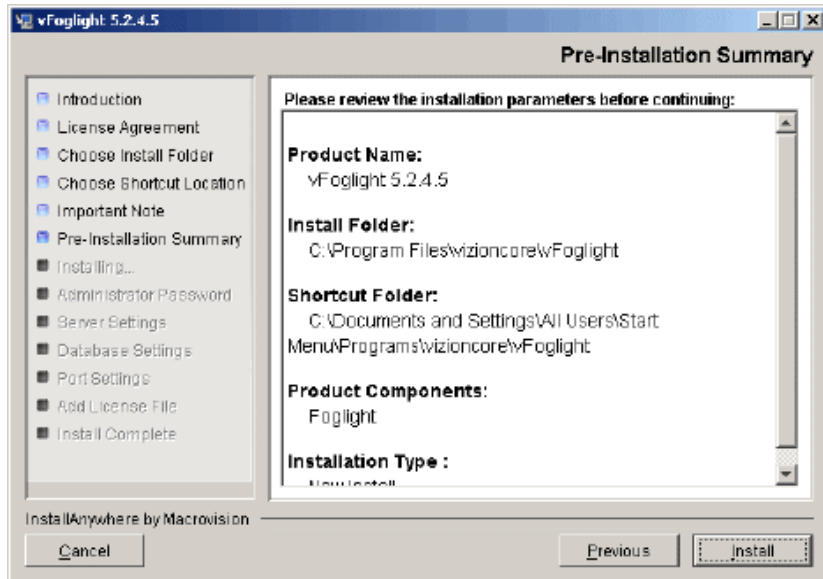 vFoglight 5.2.4.5
Pre-Installation Summary
Introduction
License Agreement
Choose Install Folder
Choose Shortcut Location
Important Note
Pre-Installation Summary
Installing...
Administrator Password
Server Settings
Database Settings
Port Settings
Add License File
Install Complete
Please review the installation parameters before continuing:
Product Name:
vFoglight 5.2.4.5
Install Folder:
C:\Program Files\vizioncore\vFoglight
Shortcut Folder:
C:\Documents and Settings\All Users\Start
Menu\Programs\vizioncore\vFoglight
Product Components:
Foglight
Installation Type :
New Install
InstallAnywhere by Macrovision
Cancel
Previous
Install